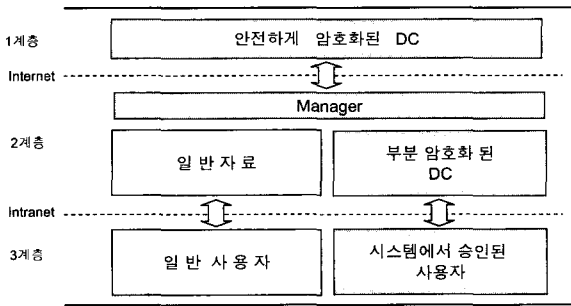 1계층
안전하게 암호화된 DC
Internet
Manager
2계층
일반자료
부분 암호화 된
DC
Intranet
3계층
일 반 사 용 자
시스템에서 승인된
사용자